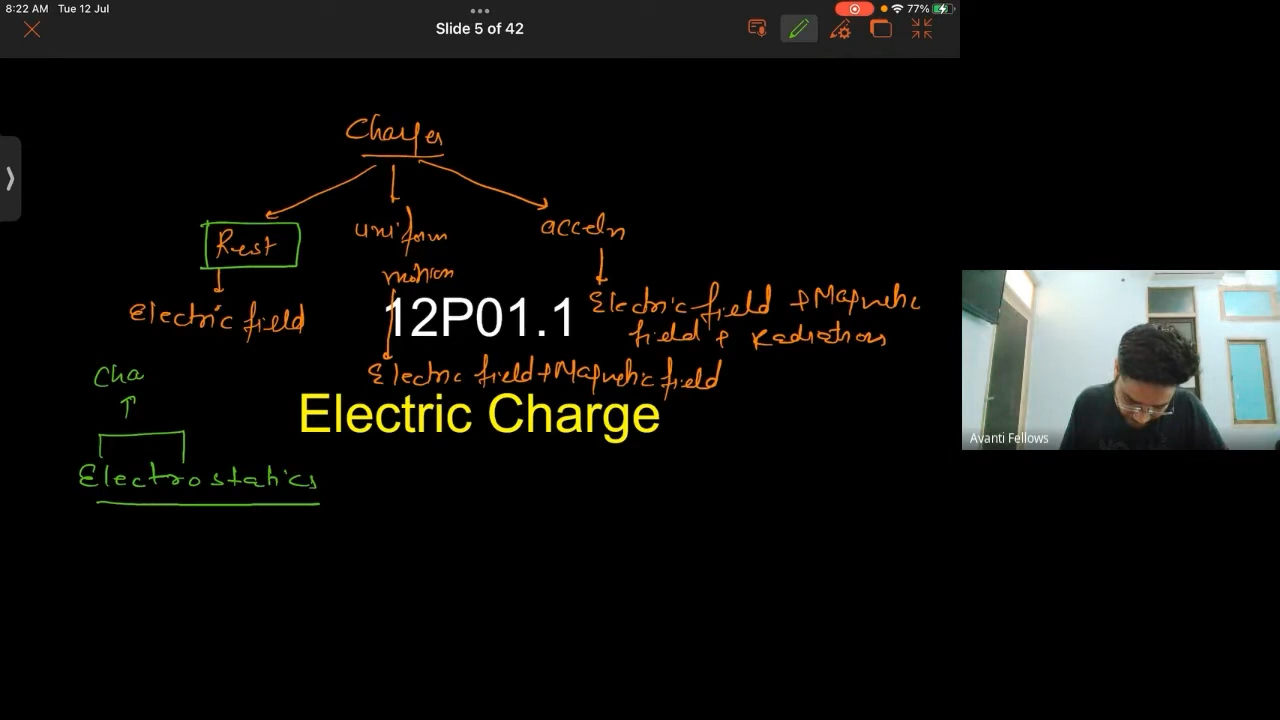 8:22 AM Tue 12 Jul
77%
Slide 5 of 42
Charges
Rest
uniform
motion
acceln
Electric field
12P01.1
Electric field + Magnetic
field + Radiations
Electric field + Magnetic field
Cha
Electric Charge
Electrostatics
Avanti Fellows